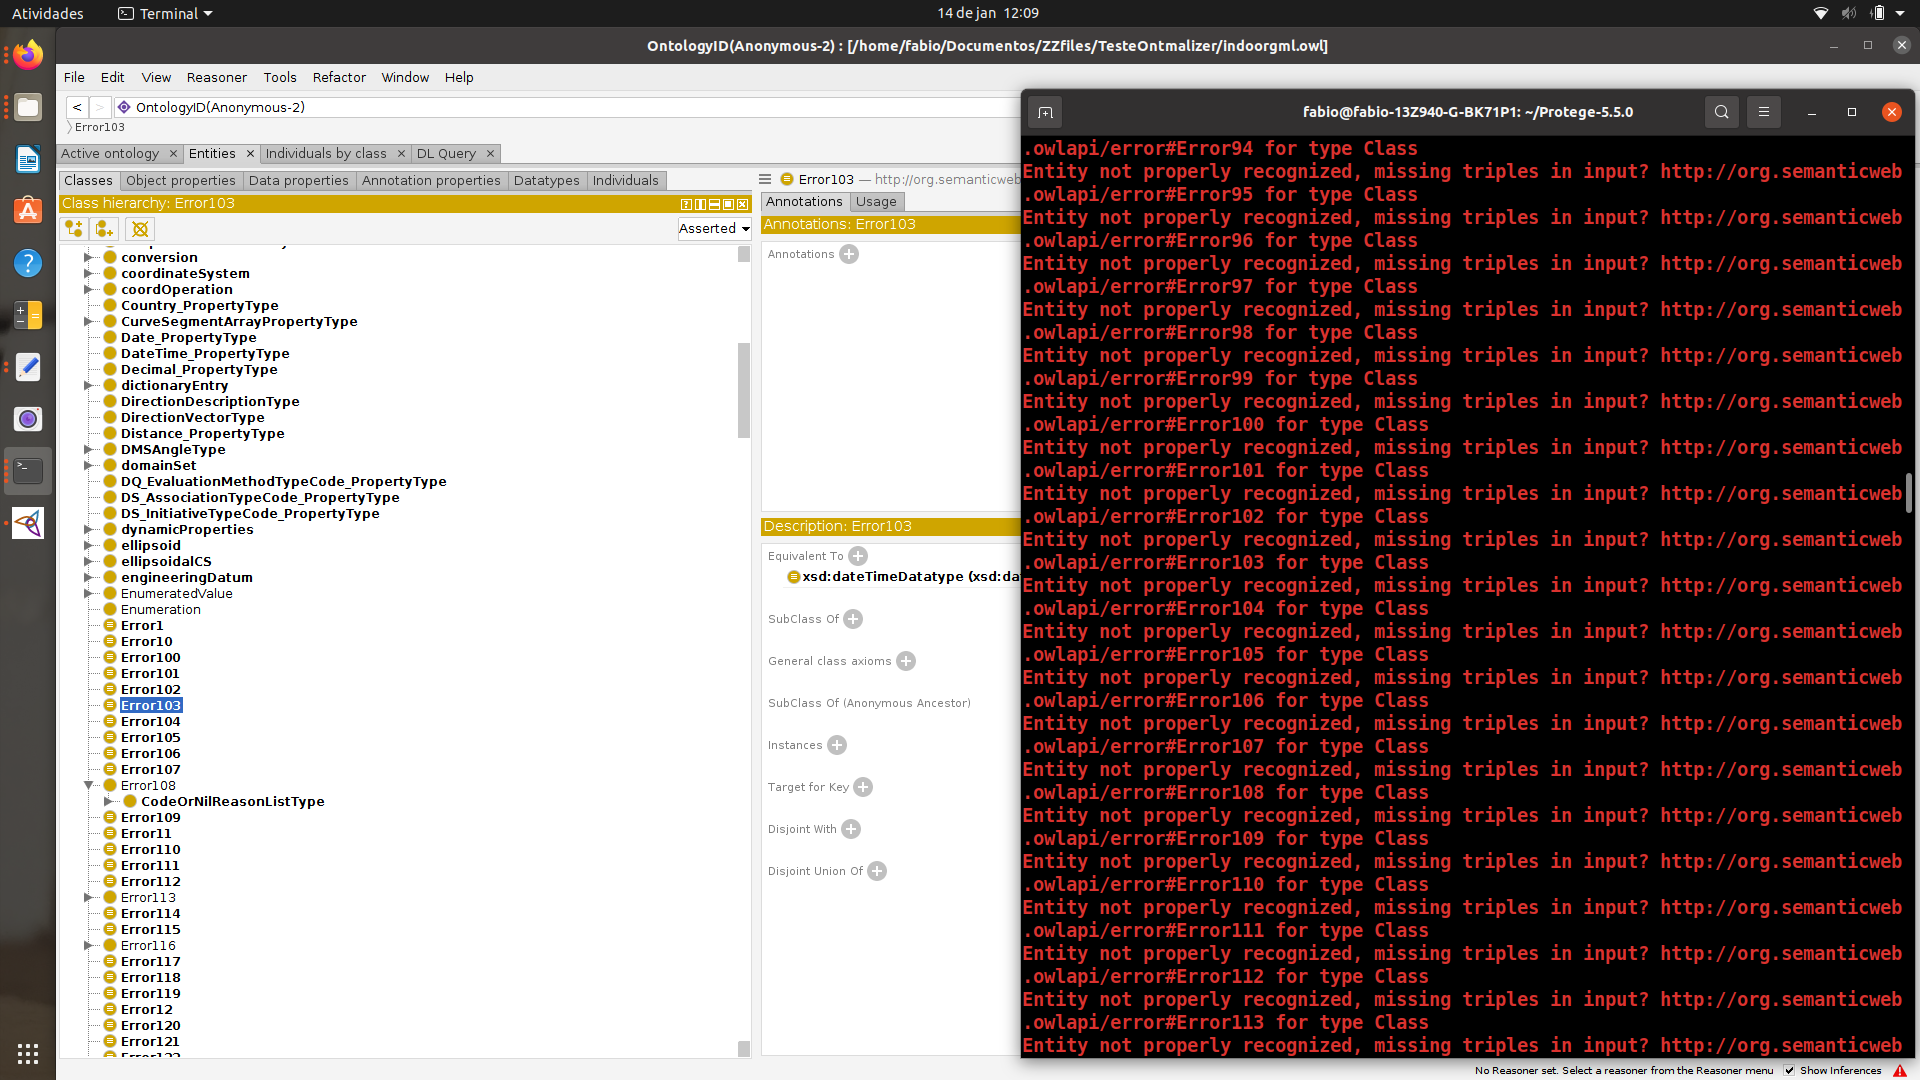 Atividades
Terminal
14 de jan 12:09
OntologyID(Anonymous-2) : [/home/fabio/Documentos/ZZfiles/TesteOntmalizer/indoorgml.owl]
File Edit View Reasoner Tools Refactor Window Help
< > OntologyID(Anonymous-2)
Error103
Active ontology × Entities × Individuals by class × DL Query ×
Classes Object properties Data properties Annotation properties Datatypes Individuals
Class hierarchy: Error103
Asserted
conversion
coordinateSystem
coordOperation
Country_PropertyType
CurveSegmentArrayPropertyType
Date_PropertyType
DateTime_PropertyType
Decimal_PropertyType
dictionaryEntry
DirectionDescriptionType
DirectionVectorType
Distance_PropertyType
DMSAngleType
domainSet
DQ_EvaluationMethodTypeCode_PropertyType
DS_AssociationTypeCode_PropertyType
DS_InitiativeTypeCode_PropertyType
dynamicProperties
ellipsoid
ellipsoidalCS
engineeringDatum
EnumeratedValue
Enumeration
Error1
Error10
Error100
Error101
Error102
Error103
Error104
Error105
Error106
Error107
Error108
CodeOrNilReasonListType
Error109
Error11
Error110
Error111
Error112
Error113
Error114
Error115
Error116
Error117
Error118
Error119
Error12
Error120
Error121
Error103 — http://org.semanticweb
Annotations Usage
Annotations: Error103
Annotations
Description: Error103
Equivalent To
xsd:dateTimeDatatype (xsd:da
SubClass Of
General class axioms
SubClass Of (Anonymous Ancestor)
Instances
Target for Key
Disjoint With
Disjoint Union Of
fabio@fabio-13Z940-G-BK71P1: ~/Protege-5.5.0
.owlapi/error#Error94 for type Class
Entity not properly recognized, missing triples in input? http://org.semanticweb
.owlapi/error#Error95 for type Class
Entity not properly recognized, missing triples in input? http://org.semanticweb
.owlapi/error#Error96 for type Class
Entity not properly recognized, missing triples in input? http://org.semanticweb
.owlapi/error#Error97 for type Class
Entity not properly recognized, missing triples in input? http://org.semanticweb
.owlapi/error#Error98 for type Class
Entity not properly recognized, missing triples in input? http://org.semanticweb
.owlapi/error#Error99 for type Class
Entity not properly recognized, missing triples in input? http://org.semanticweb
.owlapi/error#Error100 for type Class
Entity not properly recognized, missing triples in input? http://org.semanticweb
.owlapi/error#Error101 for type Class
Entity not properly recognized, missing triples in input? http://org.semanticweb
.owlapi/error#Error102 for type Class
Entity not properly recognized, missing triples in input? http://org.semanticweb
.owlapi/error#Error103 for type Class
Entity not properly recognized, missing triples in input? http://org.semanticweb
.owlapi/error#Error104 for type Class
Entity not properly recognized, missing triples in input? http://org.semanticweb
.owlapi/error#Error105 for type Class
Entity not properly recognized, missing triples in input? http://org.semanticweb
.owlapi/error#Error106 for type Class
Entity not properly recognized, missing triples in input? http://org.semanticweb
.owlapi/error#Error107 for type Class
Entity not properly recognized, missing triples in input? http://org.semanticweb
.owlapi/error#Error108 for type Class
Entity not properly recognized, missing triples in input? http://org.semanticweb
.owlapi/error#Error109 for type Class
Entity not properly recognized, missing triples in input? http://org.semanticweb
.owlapi/error#Error110 for type Class
Entity not properly recognized, missing triples in input? http://org.semanticweb
.owlapi/error#Error111 for type Class
Entity not properly recognized, missing triples in input? http://org.semanticweb
.owlapi/error#Error112 for type Class
Entity not properly recognized, missing triples in input? http://org.semanticweb
.owlapi/error#Error113 for type Class
Entity not properly recognized, missing triples in input? http://org.semanticweb
No Reasoner set. Select a reasoner from the Reasoner menu Show Inferences